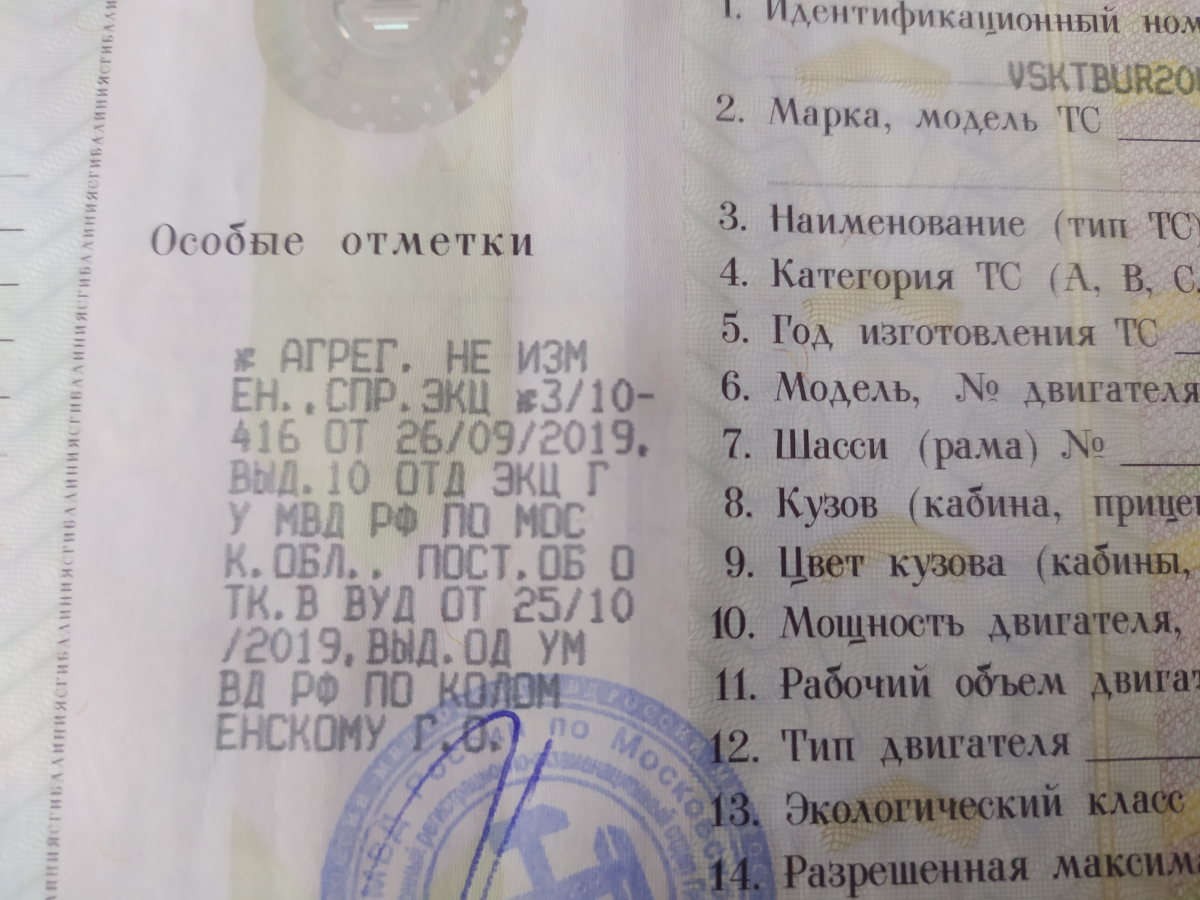 Особые отметки
* АГРЕГ. НЕ ИЗМ
ЕН..СПР.ЭКЦ *3/10-
416 ОТ 26/09/2019.
ВЫД.10 ОТД ЭКЦ Г
У МВД РФ ПО МОС
К.ОБЛ.. ПОСТ.ОБ О
ТК.В ВУД ОТ 25/10
/2019.ВЫД.ОД УМ
ВД РФ ПО КОЛОМ
ЕНСКОМУ Г.О.
1. Идентификационный ном
VSKTBUR20
2. Марка, модель ТС
3. Наименование (тип ТС)
4. Категория ТС (А, В, С,
5. Год изготовления ТС
6. Модель, № двигателя
7. Шасси (рама) №
8. Кузов (кабина, прицеп
9. Цвет кузова (кабины,
10. Мощность двигателя,
11. Рабочий объем двигат
12. Тип двигателя
13. Экологический класс
14. Разрешенная максима
по Московс